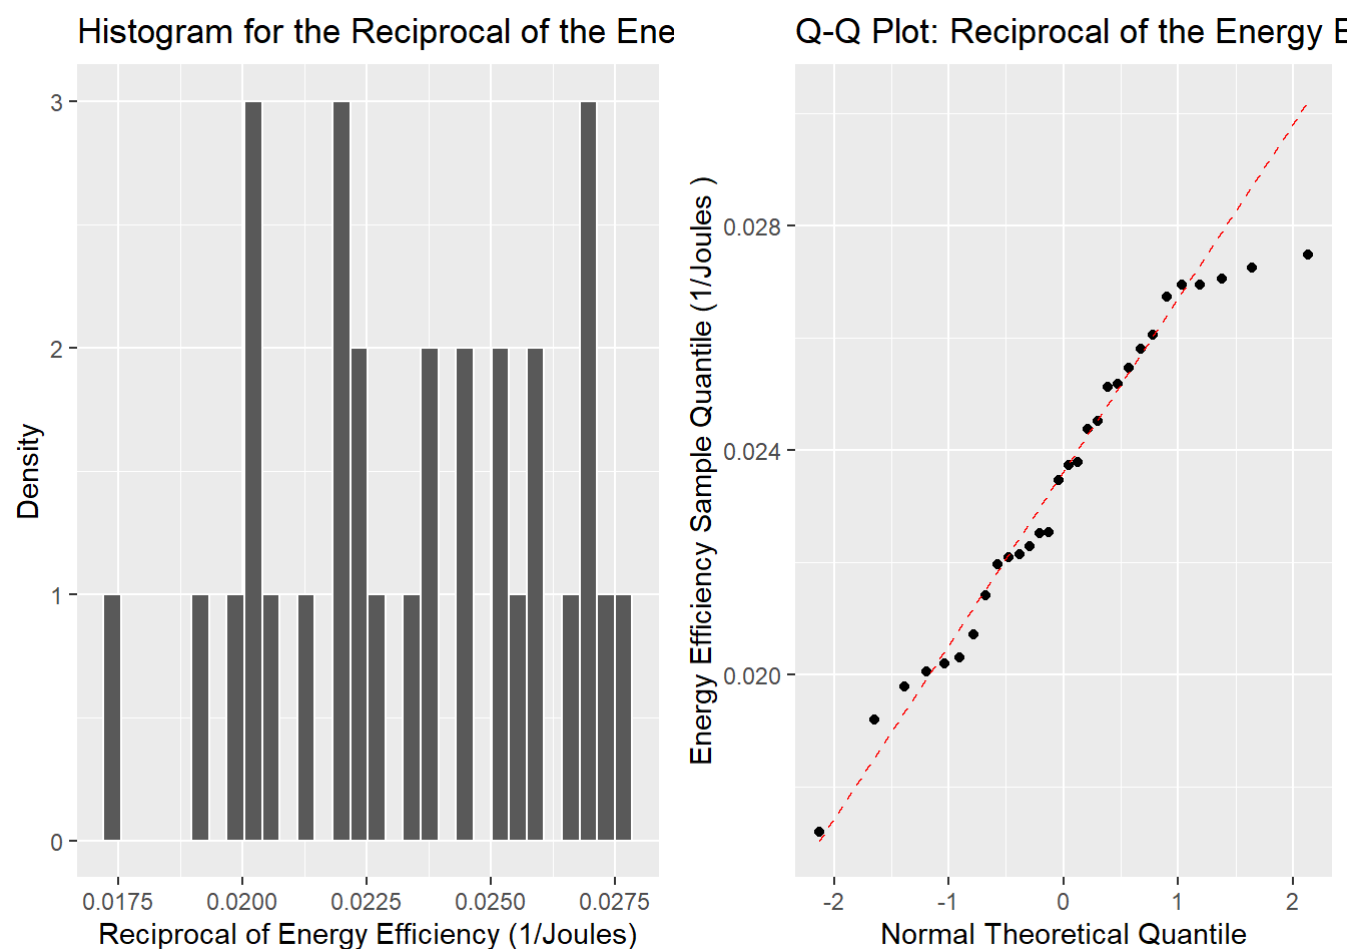 Histogram for the Reciprocal of the Ene
Density
3
2
1
0
0.0175 0.0200 0.0225 0.0250 0.0275
Reciprocal of Energy Efficiency (1/Joules)
Q-Q Plot: Reciprocal of the Energy E
Energy Efficiency Sample Quantile (1/Joules )
0.028
0.024
0.020
-2 -1 0 1 2
Normal Theoretical Quantile